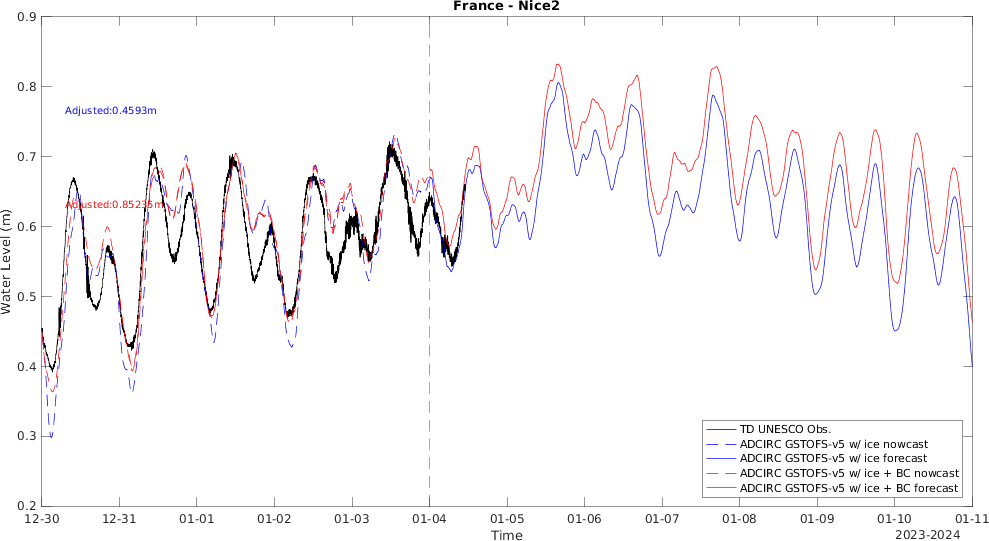 France - Nice2
0.9
0.8
0.7
0.6
0.5
0.4
0.3
0.2
Water Level (m)
Adjusted:0.4593m
Adjusted:0.85235m
TD UNESCO Obs.
ADCIRC GSTOFS-v5 w/ ice nowcast
ADCIRC GSTOFS-v5 w/ ice forecast
ADCIRC GSTOFS-v5 w/ ice + BC nowcast
ADCIRC GSTOFS-v5 w/ ice + BC forecast
12-30 12-31 01-01 01-02 01-03 01-04 01-05 01-06 01-07 01-08 01-09 01-10 01-11
Time
2023-2024